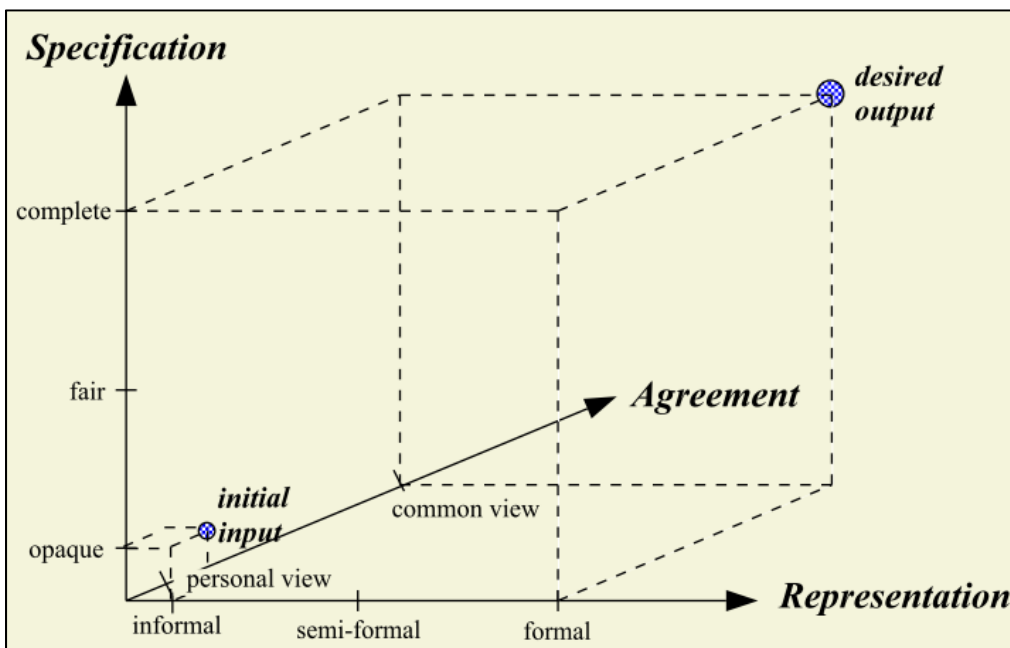 Specification
desired
output
complete
fair
Agreement
initial
input
common view
opaque
personal view
Representation
informal
semi-formal
formal